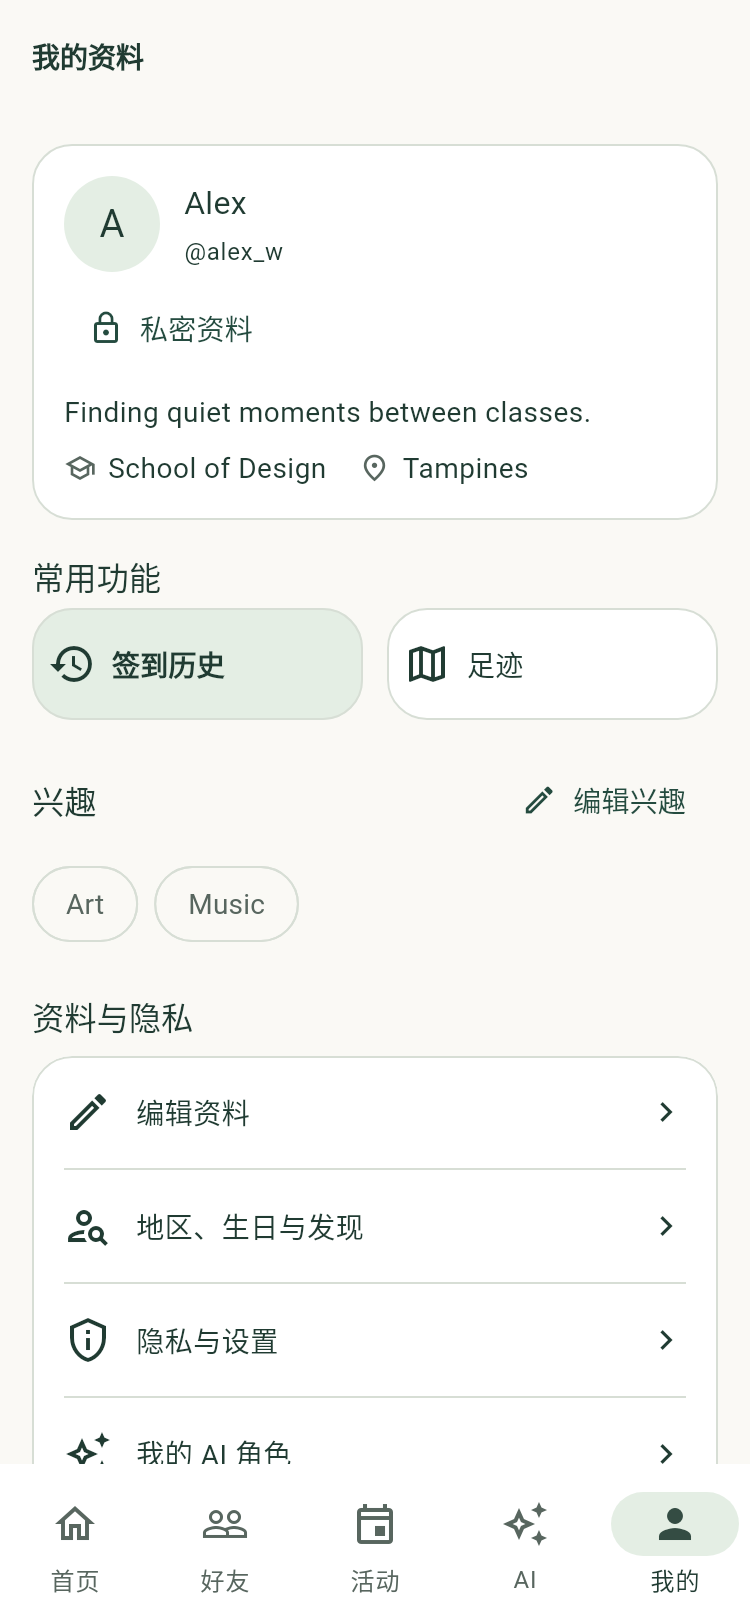 我的资料
A
Alex
@alex_w
私密资料
Finding quiet moments between classes.
School of Design Tampines
常用功能
签到历史 足迹
兴趣 编辑兴趣
Art Music
资料与隐私
编辑资料
地区、生日与发现
隐私与设置
我的 AI 角色
首页 好友 活动 AI 我的